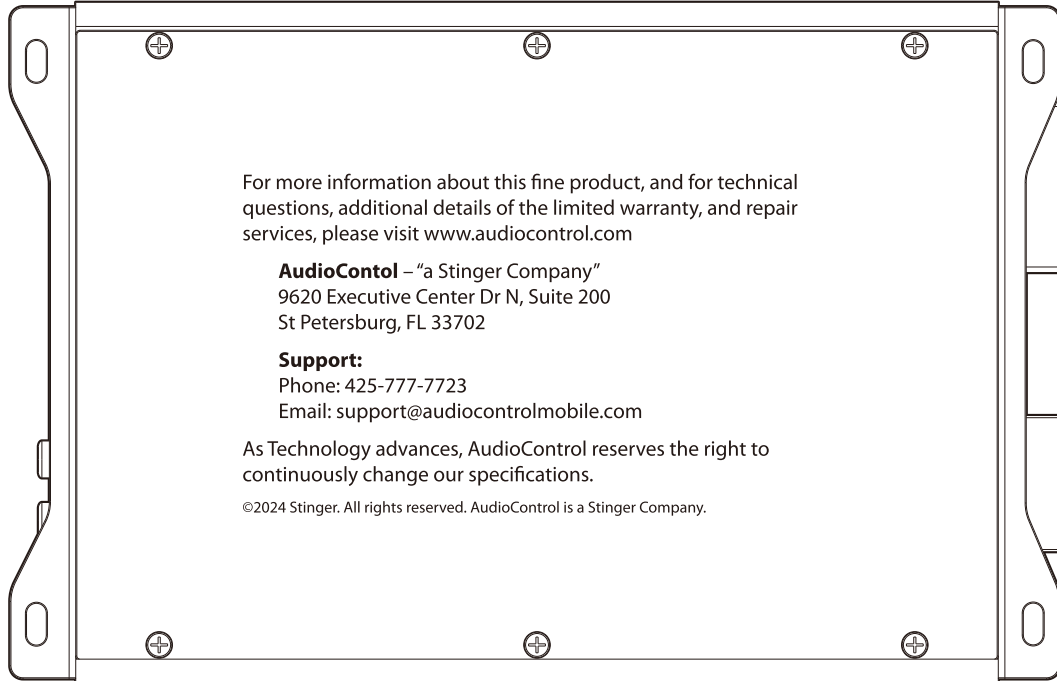 For more information about this fine product, and for technical
questions, additional details of the limited warranty, and repair
services, please visit www.audiocontrol.com
AudioContol – “a Stinger Company”
9620 Executive Center Dr N, Suite 200
St Petersburg, FL 33702
Support:
Phone: 425-777-7723
Email: support@audiocontrolmobile.com
As Technology advances, AudioControl reserves the right to
continuously change our specifications.
©2024 Stinger. All rights reserved. AudioControl is a Stinger Company.